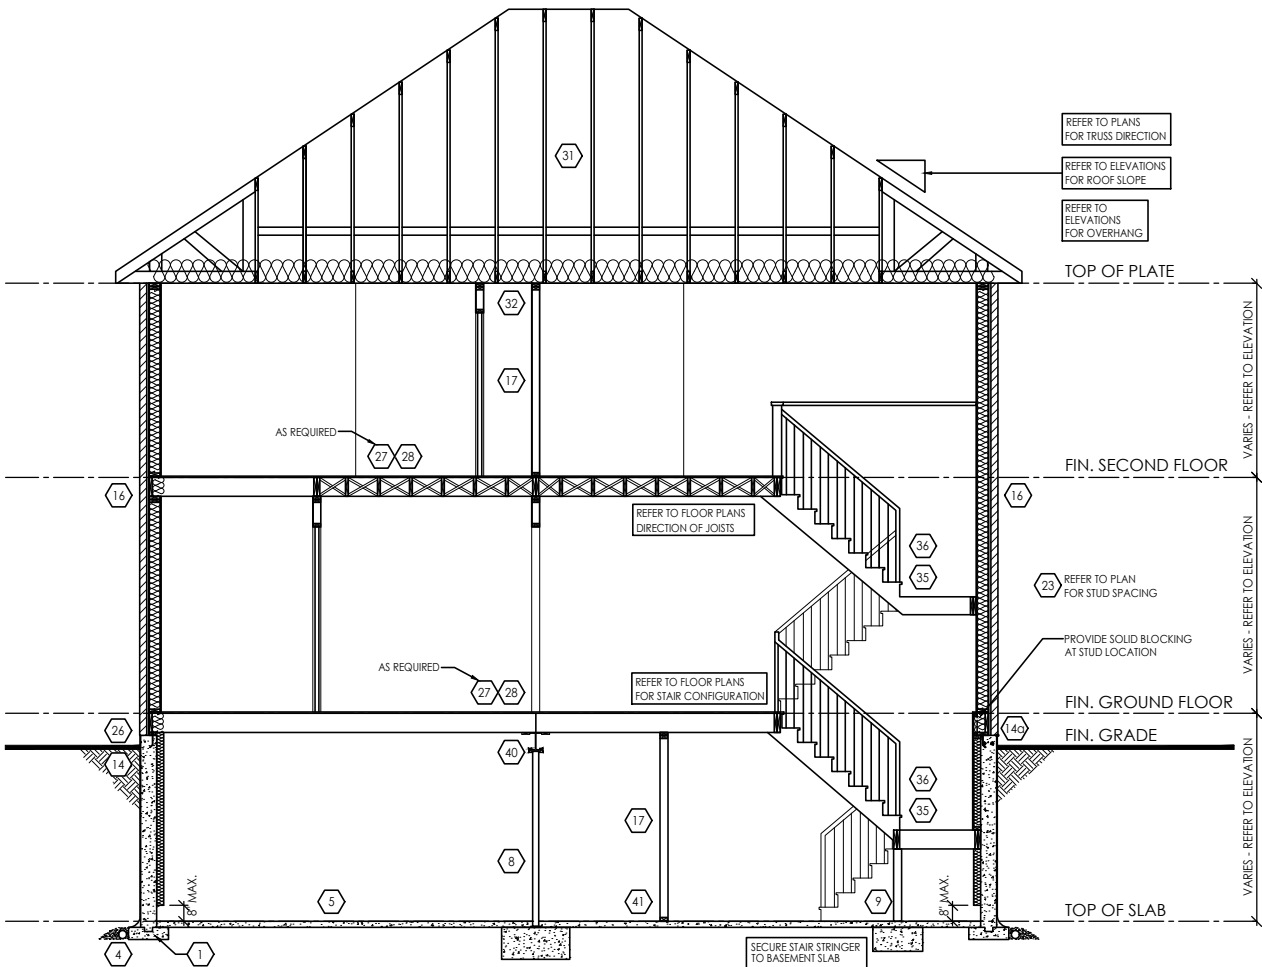 31
REFER TO PLANS
FOR TRUSS DIRECTION
REFER TO ELEVATIONS
FOR ROOF SLOPE
REFER TO
ELEVATIONS
FOR OVERHANG
TOP OF PLATE
32
17
VARIES - REFER TO ELEVATION
AS REQUIRED
27 28
FIN. SECOND FLOOR
16
16
REFER TO FLOOR PLANS
DIRECTION OF JOISTS
36
35
23 REFER TO PLAN
FOR STUD SPACING
VARIES - REFER TO ELEVATION
PROVIDE SOLID BLOCKING
AT STUD LOCATION
AS REQUIRED
27 28
REFER TO FLOOR PLANS
FOR STAIR CONFIGURATION
FIN. GROUND FLOOR
26
14a
FIN. GRADE
14
40
36
35
17
8
VARIES - REFER TO ELEVATION
8" MAX.
5
41
9
8" MAX.
TOP OF SLAB
4
1
SECURE STAIR STRINGER
TO BASEMENT SLAB